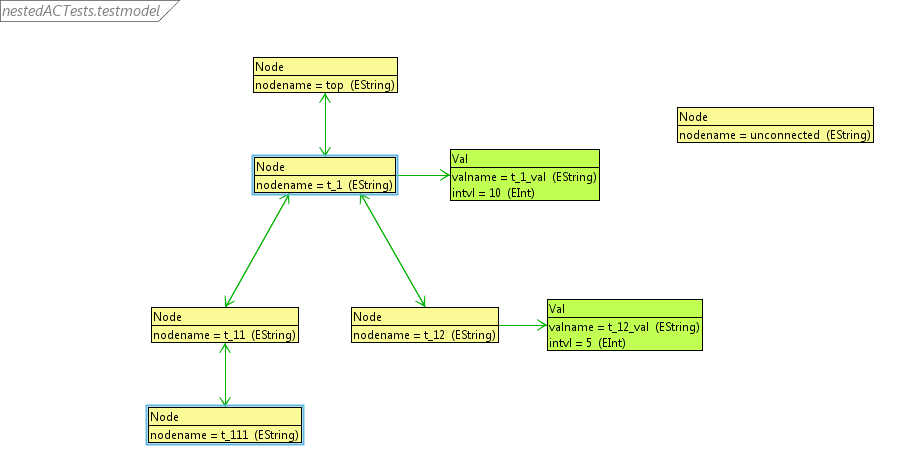 nestedACTests.testmodel
Node
nodename = top (EString)
Node
nodename = unconnected (EString)
Node
nodename = t_1 (EString)
Val
valname = t_1_val (EString)
intvl = 10 (EInt)
Node
nodename = t_11 (EString)
Node
nodename = t_12 (EString)
Val
valname = t_12_val (EString)
intvl = 5 (EInt)
Node
nodename = t_111 (EString)